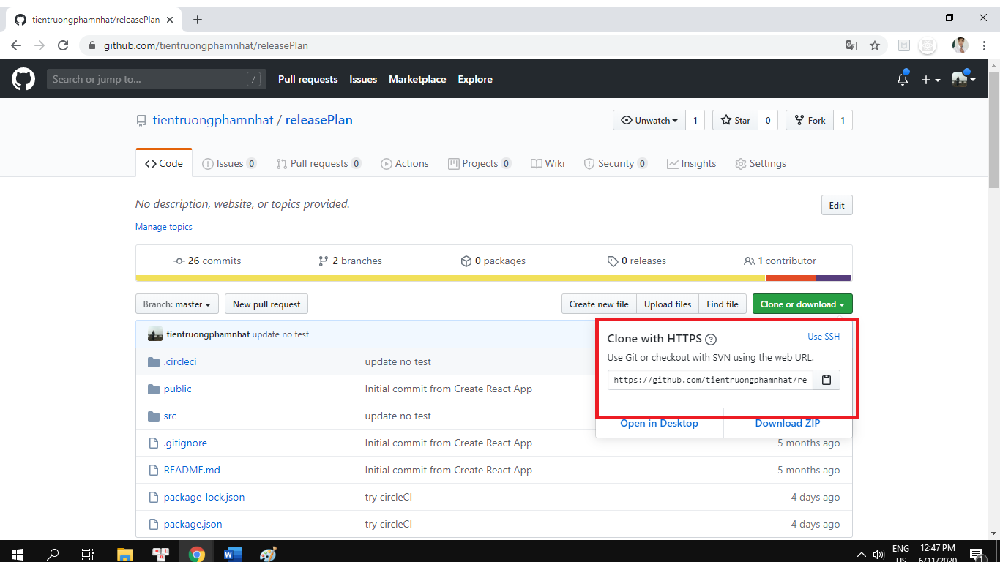 tientruongphamnhat/releasePlan
github.com/tientruongphamnhat/releasePlan
Search or jump to... /
Pull requests Issues Marketplace Explore
tientruongphamnhat / releasePlan
Unwatch 1 Star 0 Fork 1
Code Issues 0 Pull requests 0 Actions Projects 0 Wiki Security 0 Insights Settings
No description, website, or topics provided.
Edit
Manage topics
26 commits 2 branches 0 packages 0 releases 1 contributor
Branch: master New pull request Create new file Upload files Find file Clone or download
tientruongphamnhat update no test
Clone with HTTPS ? Use SSH
Use Git or checkout with SVN using the web URL.
https://github.com/tientruongphamnhat/re
Open in Desktop Download ZIP
.circleci update no test
public Initial commit from Create React App
src update no test
.gitignore Initial commit from Create React App 5 months ago
README.md Initial commit from Create React App 5 months ago
package-lock.json try circleCI 4 days ago
package.json try circleCI 4 days ago
ENG 12:47 PM
US 6/11/2020